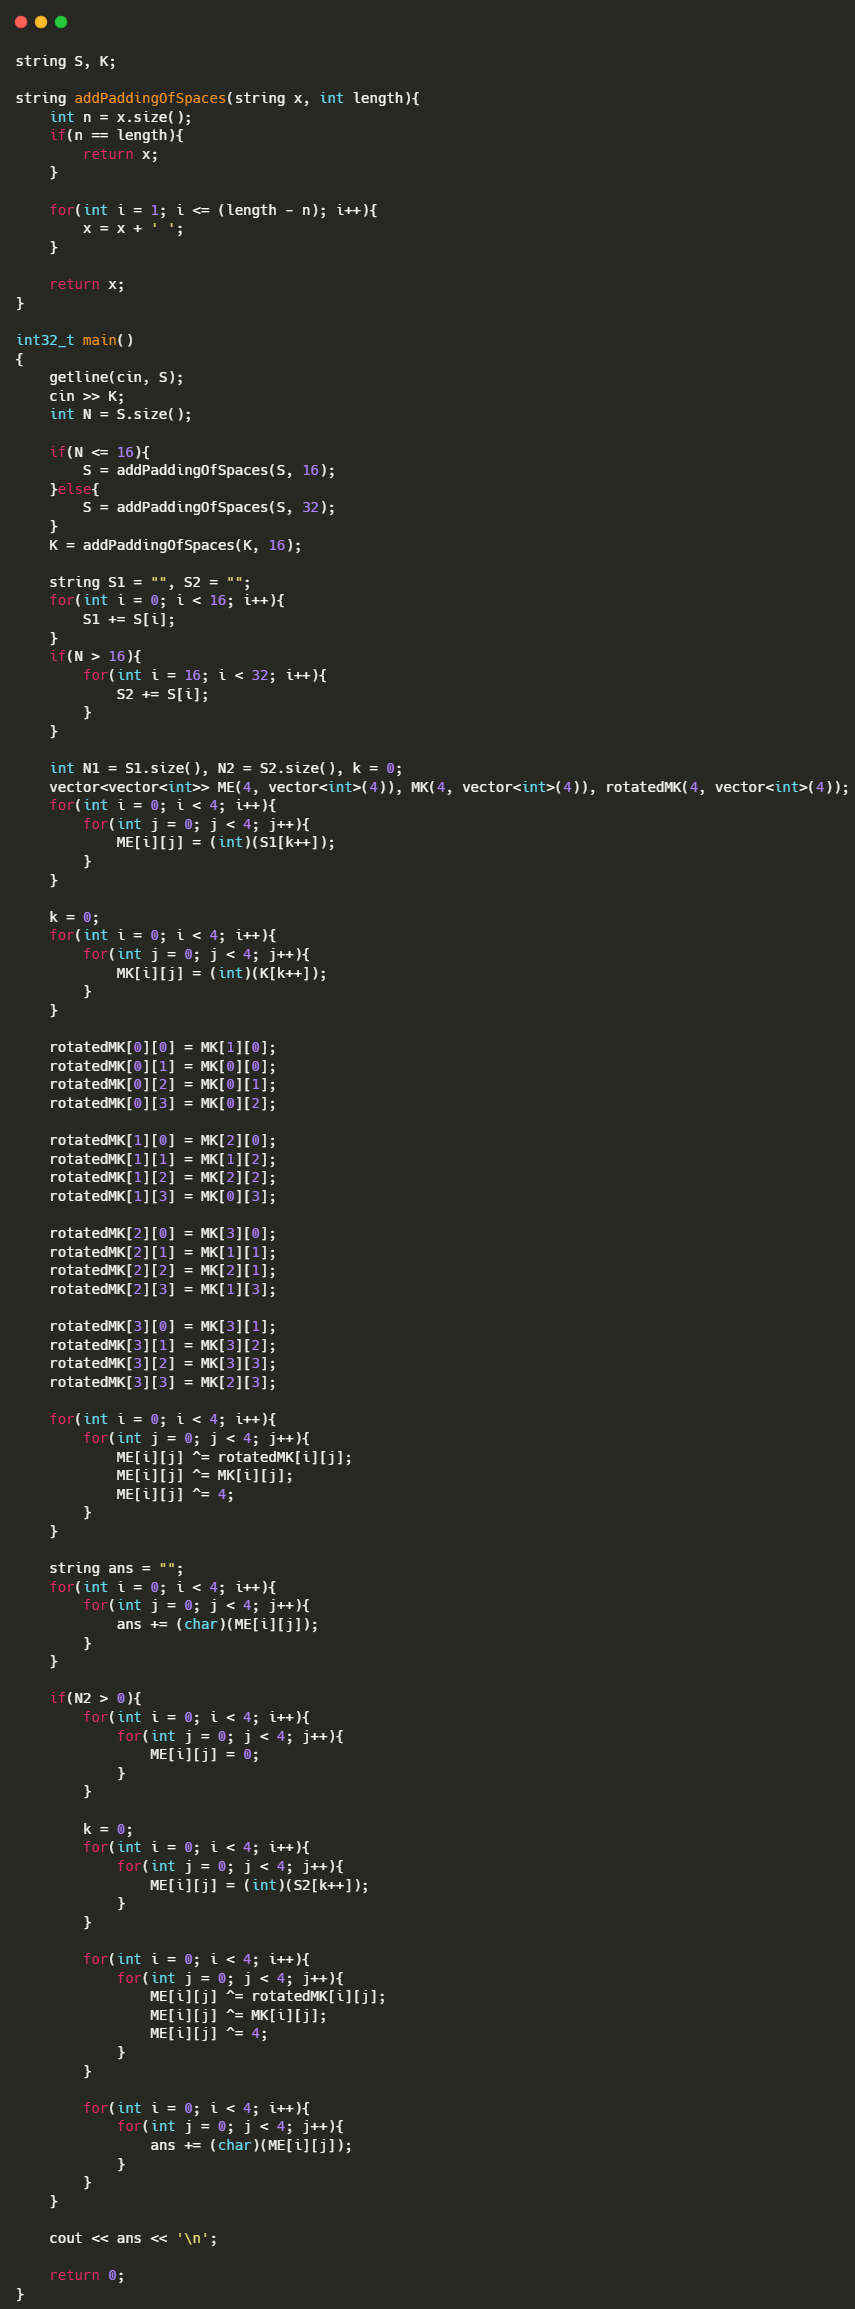 string S, K;

string addPaddingOfSpaces(string x, int length){
    int n = x.size();
    if(n == length){
        return x;
    }

    for(int i = 1; i <= (length - n); i++){
        x = x + ' ';
    }

    return x;
}

int32_t main()
{
    getline(cin, S);
    cin >> K;
    int N = S.size();

    if(N <= 16){
        S = addPaddingOfSpaces(S, 16);
    }else{
        S = addPaddingOfSpaces(S, 32);
    }
    K = addPaddingOfSpaces(K, 16);

    string S1 = "", S2 = "";
    for(int i = 0; i < 16; i++){
        S1 += S[i];
    }
    if(N > 16){
        for(int i = 16; i < 32; i++){
            S2 += S[i];
        }
    }

    int N1 = S1.size(), N2 = S2.size(), k = 0;
    vector<vector<int>> ME(4, vector<int>(4)), MK(4, vector<int>(4)), rotatedMK(4, vector<int>(4));
    for(int i = 0; i < 4; i++){
        for(int j = 0; j < 4; j++){
            ME[i][j] = (int)(S1[k++]);
        }
    }

    k = 0;
    for(int i = 0; i < 4; i++){
        for(int j = 0; j < 4; j++){
            MK[i][j] = (int)(K[k++]);
        }
    }

    rotatedMK[0][0] = MK[1][0];
    rotatedMK[0][1] = MK[0][0];
    rotatedMK[0][2] = MK[0][1];
    rotatedMK[0][3] = MK[0][2];

    rotatedMK[1][0] = MK[2][0];
    rotatedMK[1][1] = MK[1][2];
    rotatedMK[1][2] = MK[2][2];
    rotatedMK[1][3] = MK[0][3];

    rotatedMK[2][0] = MK[3][0];
    rotatedMK[2][1] = MK[1][1];
    rotatedMK[2][2] = MK[2][1];
    rotatedMK[2][3] = MK[1][3];

    rotatedMK[3][0] = MK[3][1];
    rotatedMK[3][1] = MK[3][2];
    rotatedMK[3][2] = MK[3][3];
    rotatedMK[3][3] = MK[2][3];

    for(int i = 0; i < 4; i++){
        for(int j = 0; j < 4; j++){
            ME[i][j] ^= rotatedMK[i][j];
            ME[i][j] ^= MK[i][j];
            ME[i][j] ^= 4;
        }
    }

    string ans = "";
    for(int i = 0; i < 4; i++){
        for(int j = 0; j < 4; j++){
            ans += (char)(ME[i][j]);
        }
    }

    if(N2 > 0){
        for(int i = 0; i < 4; i++){
            for(int j = 0; j < 4; j++){
                ME[i][j] = 0;
            }
        }

        k = 0;
        for(int i = 0; i < 4; i++){
            for(int j = 0; j < 4; j++){
                ME[i][j] = (int)(S2[k++]);
            }
        }

        for(int i = 0; i < 4; i++){
            for(int j = 0; j < 4; j++){
                ME[i][j] ^= rotatedMK[i][j];
                ME[i][j] ^= MK[i][j];
                ME[i][j] ^= 4;
            }
        }

        for(int i = 0; i < 4; i++){
            for(int j = 0; j < 4; j++){
                ans += (char)(ME[i][j]);
            }
        }
    }

    cout << ans << '\n';

    return 0;
}